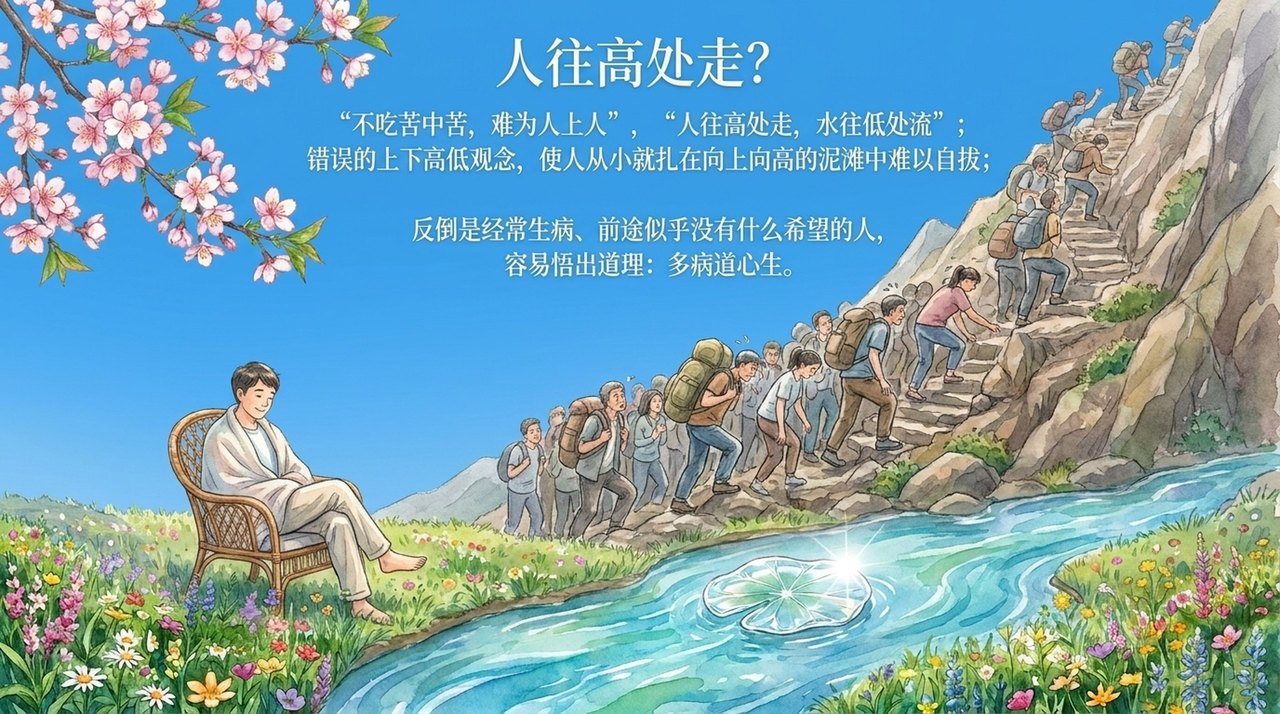 人往高处走？
“不吃苦中苦，难为人上人”，“人往高处走，水往低处流”；
错误的上下高低观念，使人从小就扎在向上向高的泥滩中难以自拔；
反倒是经常生病、前途似乎没有什么希望的人，
容易悟出道理：多病道心生。